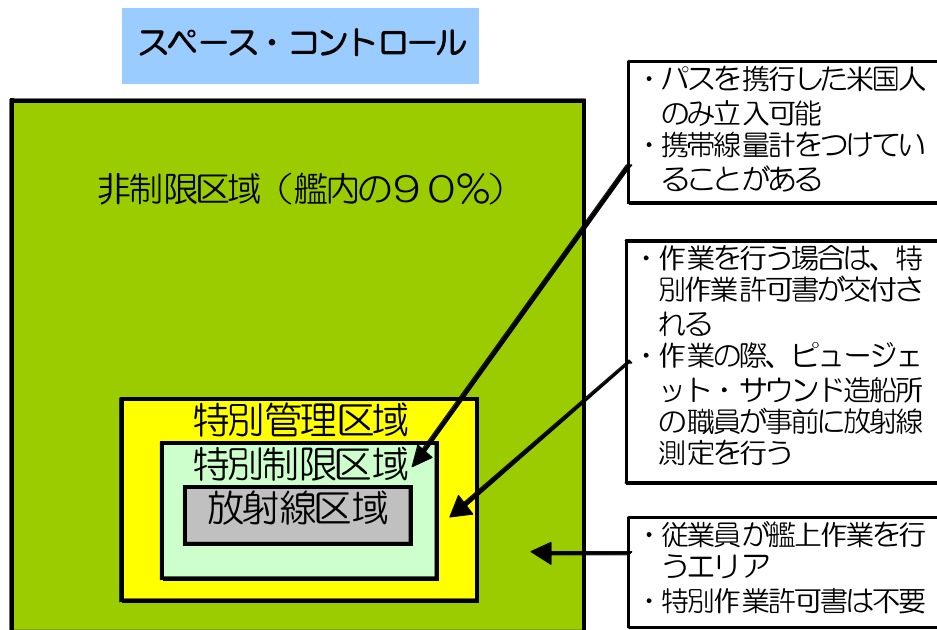 スペース・コントロール
非制限区域（艦内の９０％）
特別管理区域
特別制限区域
放射線区域
・パスを携行した米国人
のみ立入可能
・携帯線量計をつけてい
ることがある
・作業を行う場合は、特
別作業許可書が交付さ
れる
・作業の際、ピュージェ
ット・サウンド造船所
の職員が事前に放射線
測定を行う
・従業員が艦上作業を行
うエリア
・特別作業許可書は不要